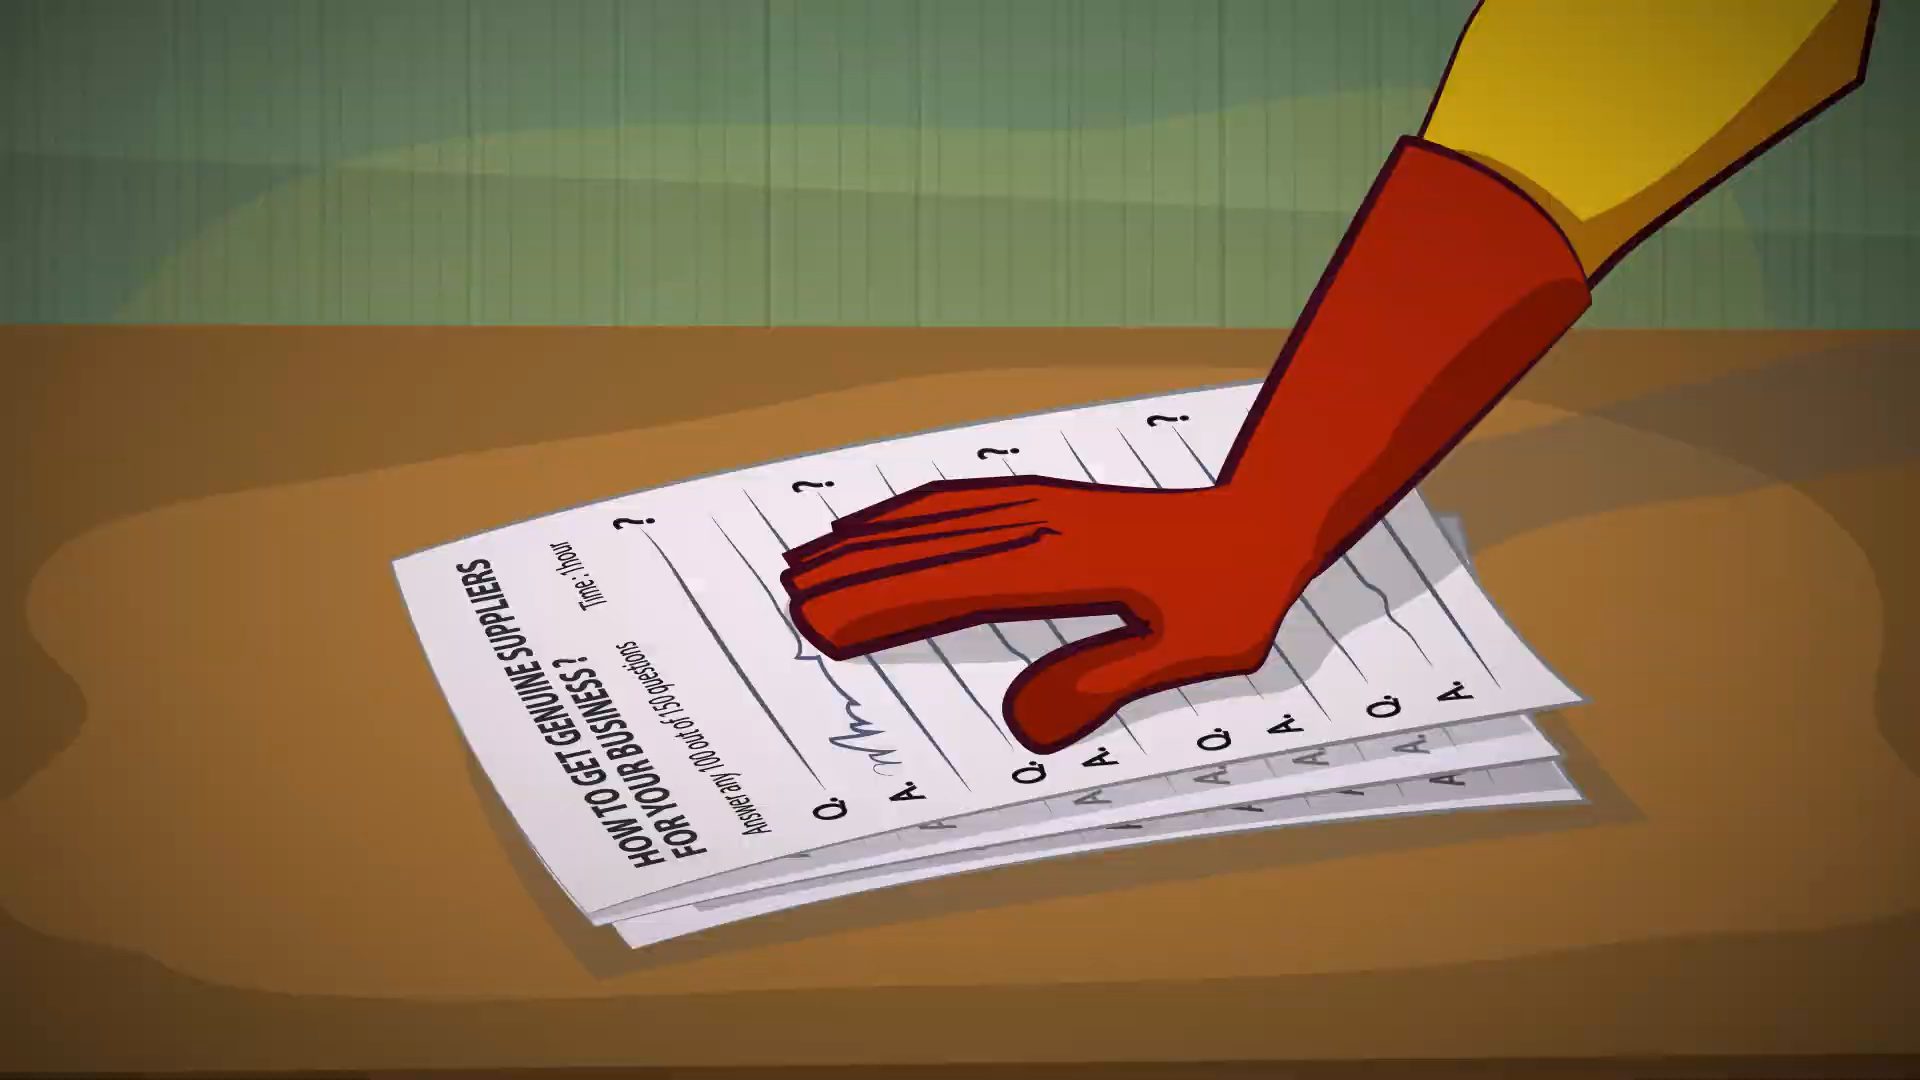 HOW TO GET GENUINE SUPPLIERS
FOR YOUR BUSINESS?
Time: 1hour
Answer any 100 out of 150 questions
Q. ?
A.
Q. ?
A.
Q. ?
A.
Q. ?
A.
A.
A.
A.
A.
A.